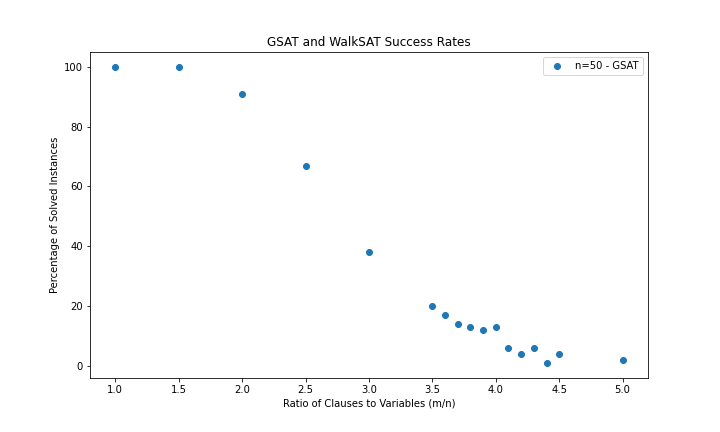 GSAT and WalkSAT Success Rates
n=50 - GSAT
Percentage of Solved Instances
100
80
60
40
20
0
1.0 1.5 2.0 2.5 3.0 3.5 4.0 4.5 5.0
Ratio of Clauses to Variables (m/n)